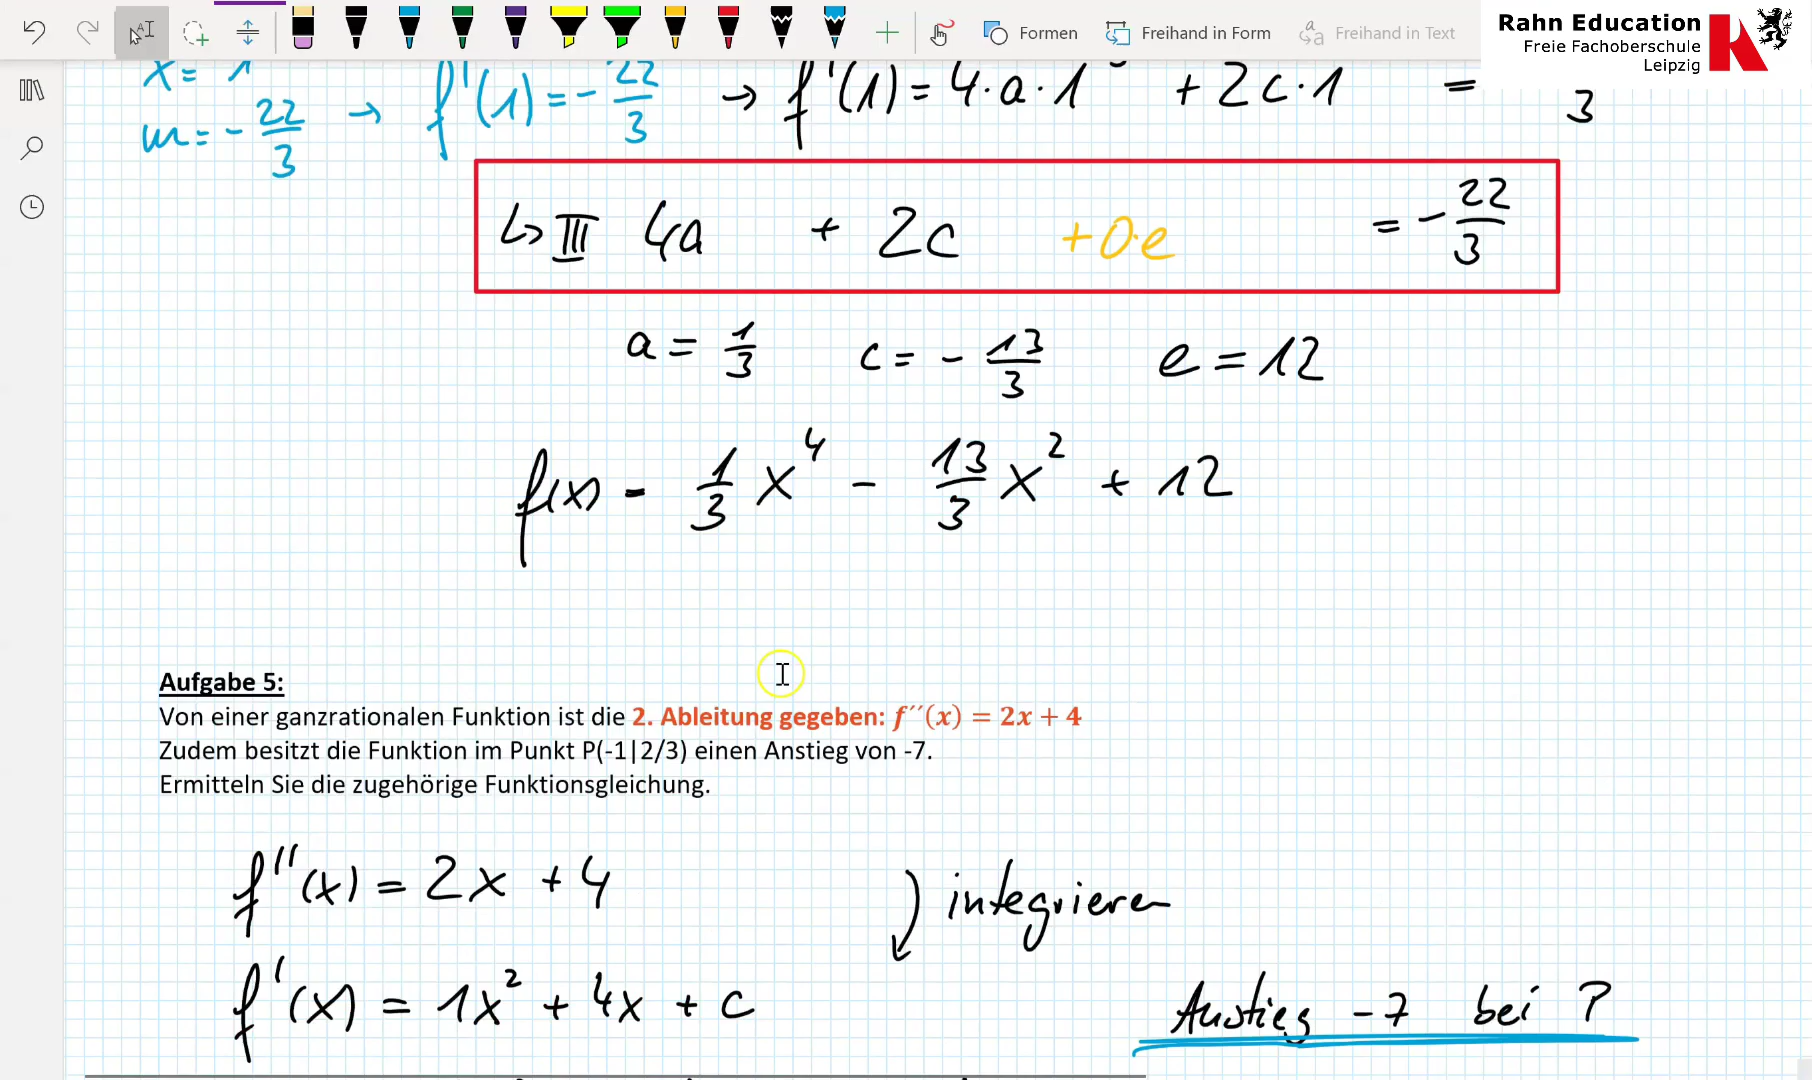 Formen
Freihand in Form
Freihand in Text
Rahn Education
Freie Fachoberschule
Leipzig
x = 1
m = - 22/3 → f'(1) = - 22/3 → f'(1) = 4·a·1 + 2c·1 = 3
↳ III 4a + 2c + 0·e = - 22/3
a = 1/3 c = - 13/3 e = 12
f(x) = 1/3 x⁴ - 13/3 x² + 12
Aufgabe 5:
Von einer ganzrationalen Funktion ist die 2. Ableitung gegeben: f´´(x) = 2x + 4
Zudem besitzt die Funktion im Punkt P(-1|2/3) einen Anstieg von -7.
Ermitteln Sie die zugehörige Funktionsgleichung.
f''(x) = 2x + 4
integrieren
f'(x) = 1x² + 4x + c
Anstieg -7 bei ?